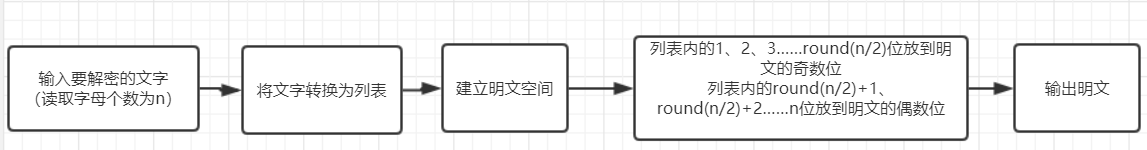 输入要解密的文字
（读取字母个数为n）
将文字转换为列表
建立明文空间
列表内的1、2、3……round(n/2)位放到明
文的奇数位
列表内的round(n/2)+1、
round(n/2)+2……n位放到明文的偶数位
输出明文